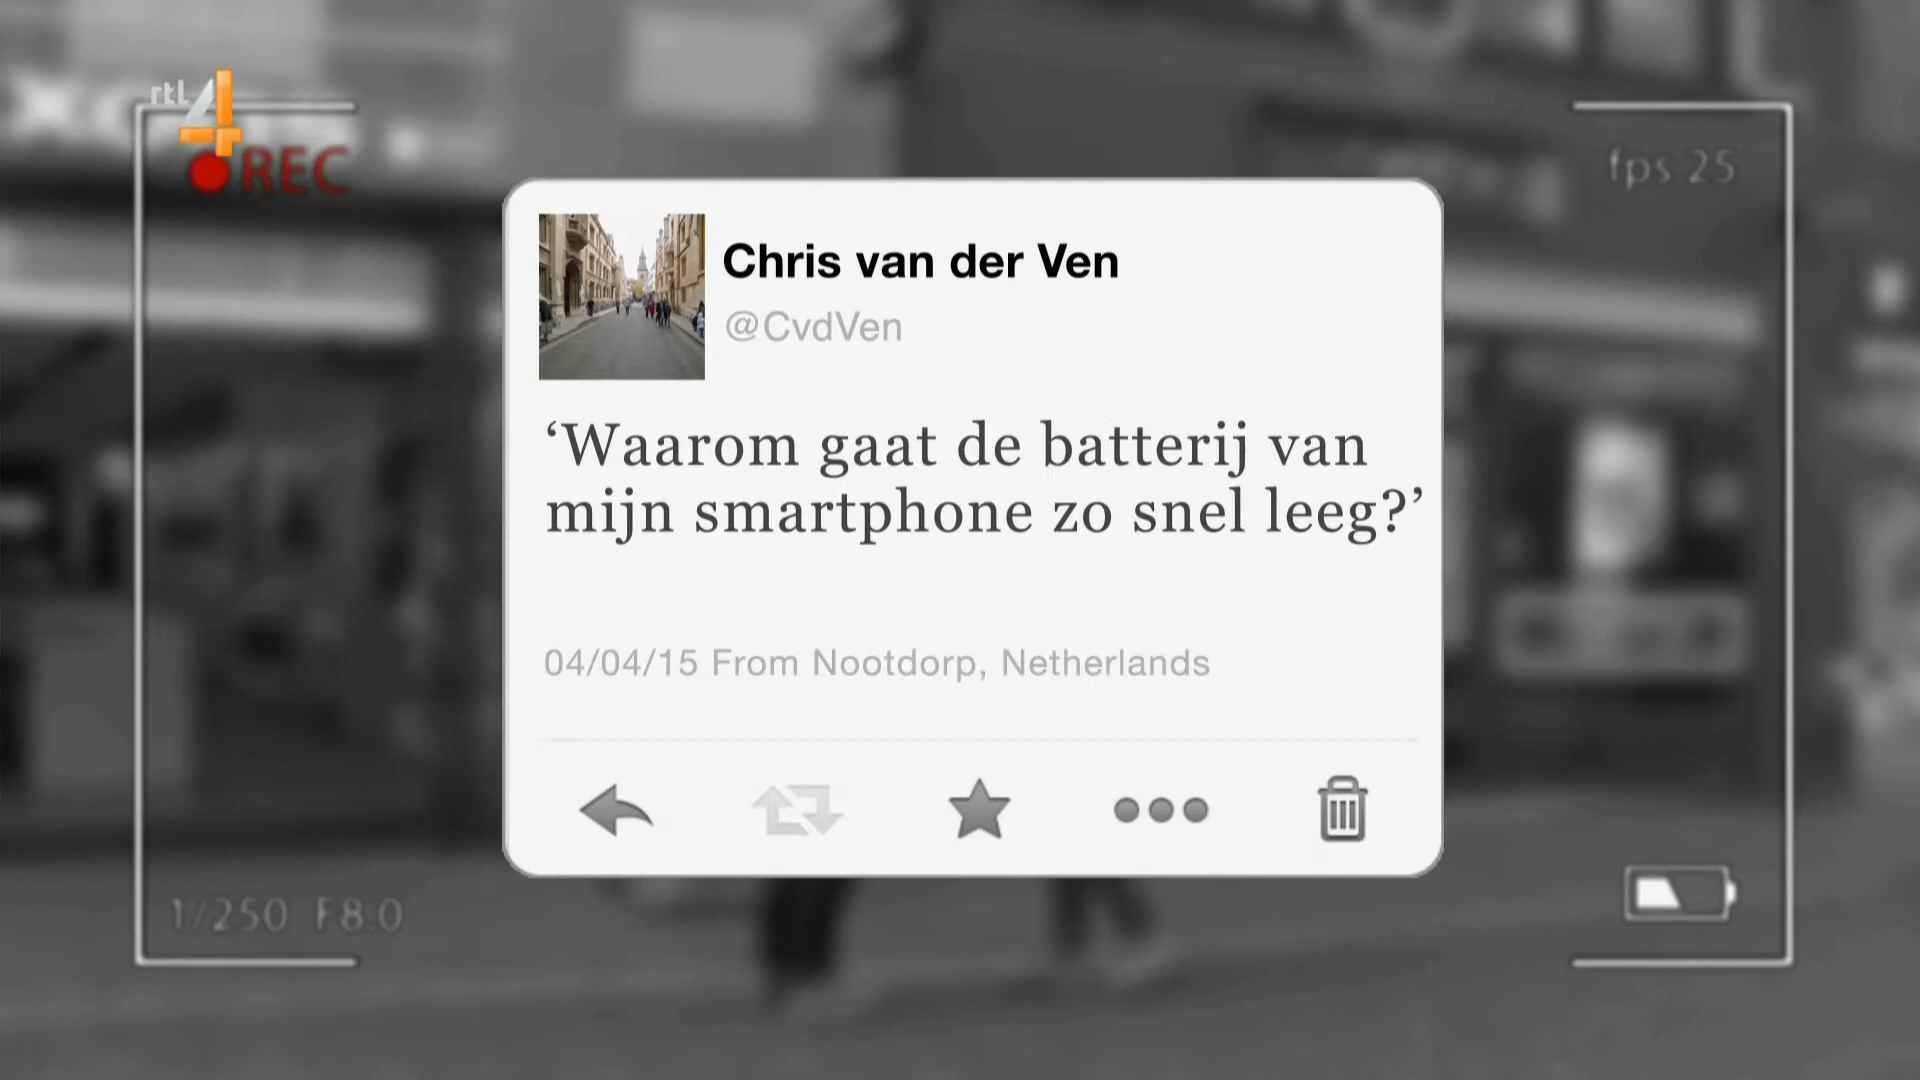 rtl 4
REC
fps 25
Chris van der Ven
@CvdVen
‘Waarom gaat de batterij van
mijn smartphone zo snel leeg?’
04/04/15 From Nootdorp, Netherlands
1/250 F8.0